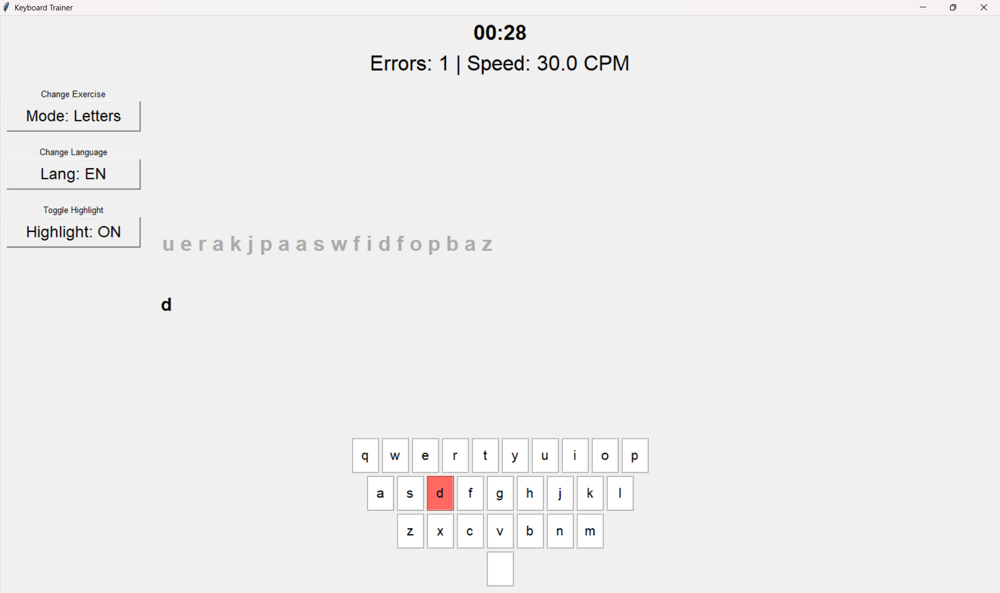 Keyboard Trainer
00:28
Errors: 1 | Speed: 30.0 CPM
Change Exercise
Mode: Letters
Change Language
Lang: EN
Toggle Highlight
Highlight: ON
u e r a k j p a a s w f i d f o p b a z
d
q w e r t y u i o p
a s d f g h j k l
z x c v b n m